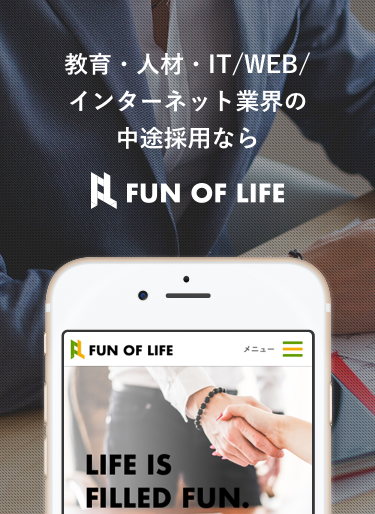 教育・人材・IT/WEB/
インターネット業界の
中途採用なら
FUN OF LIFE
FUN OF LIFE
メニュー
LIFE IS
FILLED FUN.